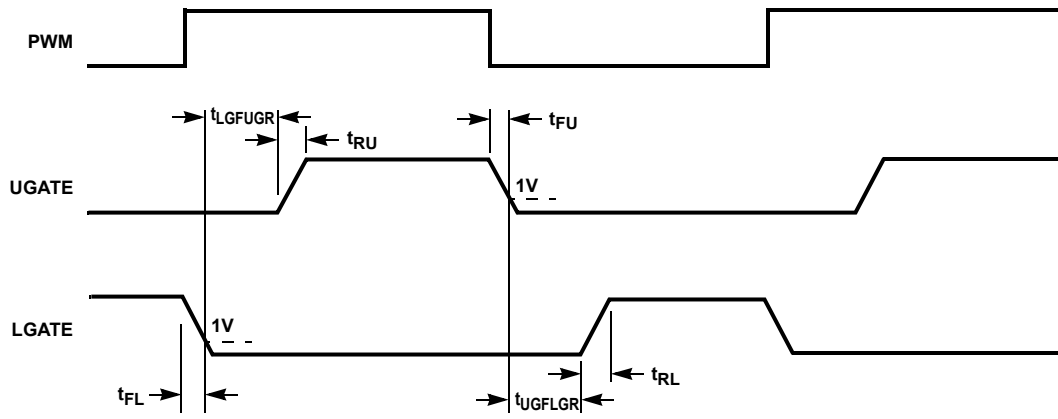 PWM
tLGFUGR
tRU
tFU
UGATE
1V
LGATE
1V
tFL
tRL
tUGFLGR